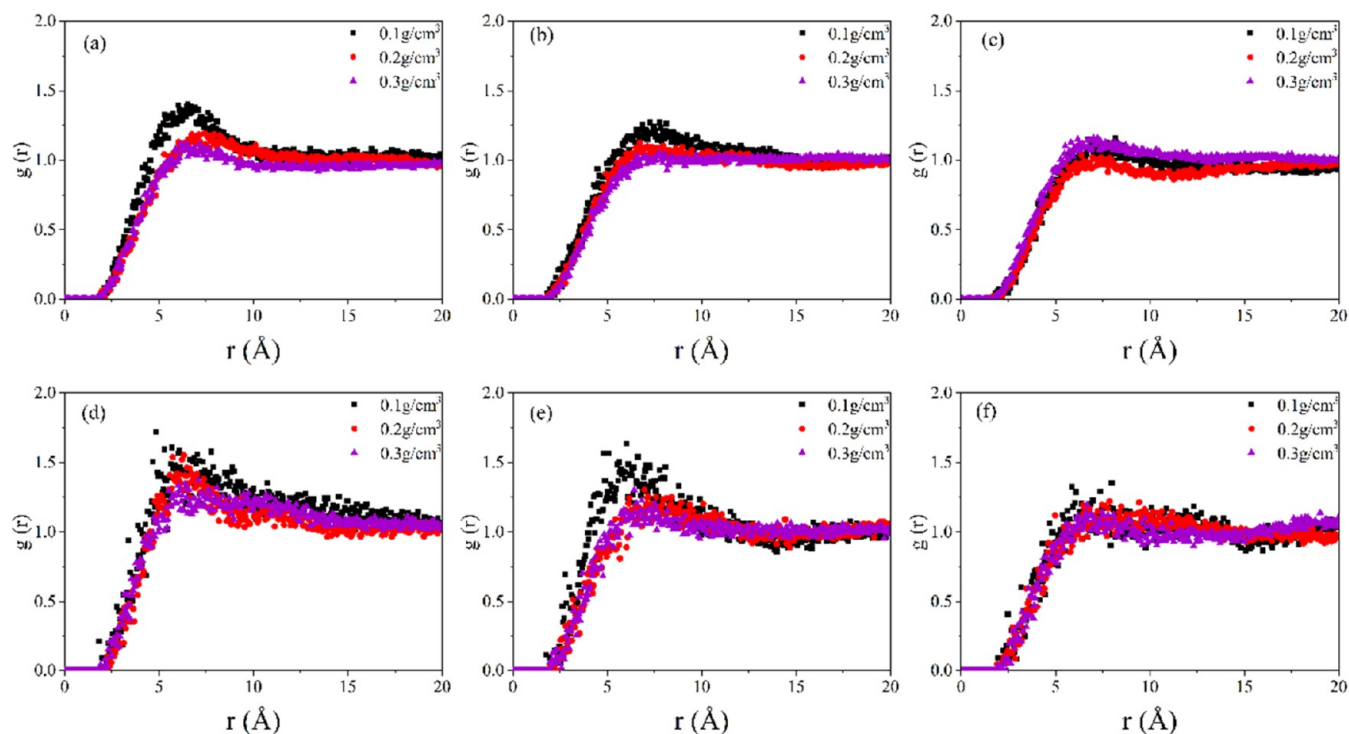 (a)
0.1g/cm³
0.2g/cm³
0.3g/cm³
2.0
1.5
1.0
0.5
0.0
g (r)
0 5 10 15 20
r (Å)
(b)
0.1g/cm³
0.2g/cm³
0.3g/cm³
2.0
1.5
1.0
0.5
0.0
g (r)
0 5 10 15 20
r (Å)
(c)
0.1g/cm³
0.2g/cm³
0.3g/cm³
2.0
1.5
1.0
0.5
0.0
g (r)
0 5 10 15 20
r (Å)
(d)
0.1g/cm³
0.2g/cm³
0.3g/cm³
2.0
1.5
1.0
0.5
0.0
g (r)
0 5 10 15 20
r (Å)
(e)
0.1g/cm³
0.2g/cm³
0.3g/cm³
2.0
1.5
1.0
0.5
0.0
g (r)
0 5 10 15 20
r (Å)
(f)
0.1g/cm³
0.2g/cm³
0.3g/cm³
2.0
1.5
1.0
0.5
0.0
g (r)
0 5 10 15 20
r (Å)